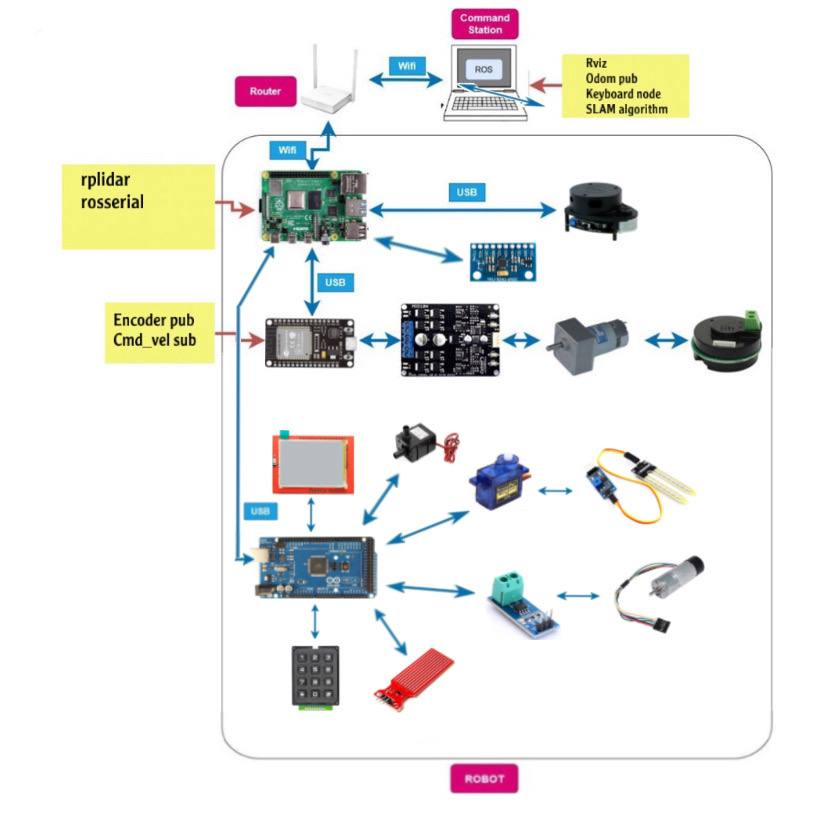 Command
Station
Router
Wifi
ROS
Rviz
Odom pub
Keyboard node
SLAM algorithm
Wifi
rplidar
rosserial
USB
USB
Encoder pub
Cmd_vel sub
USB
ROBOT